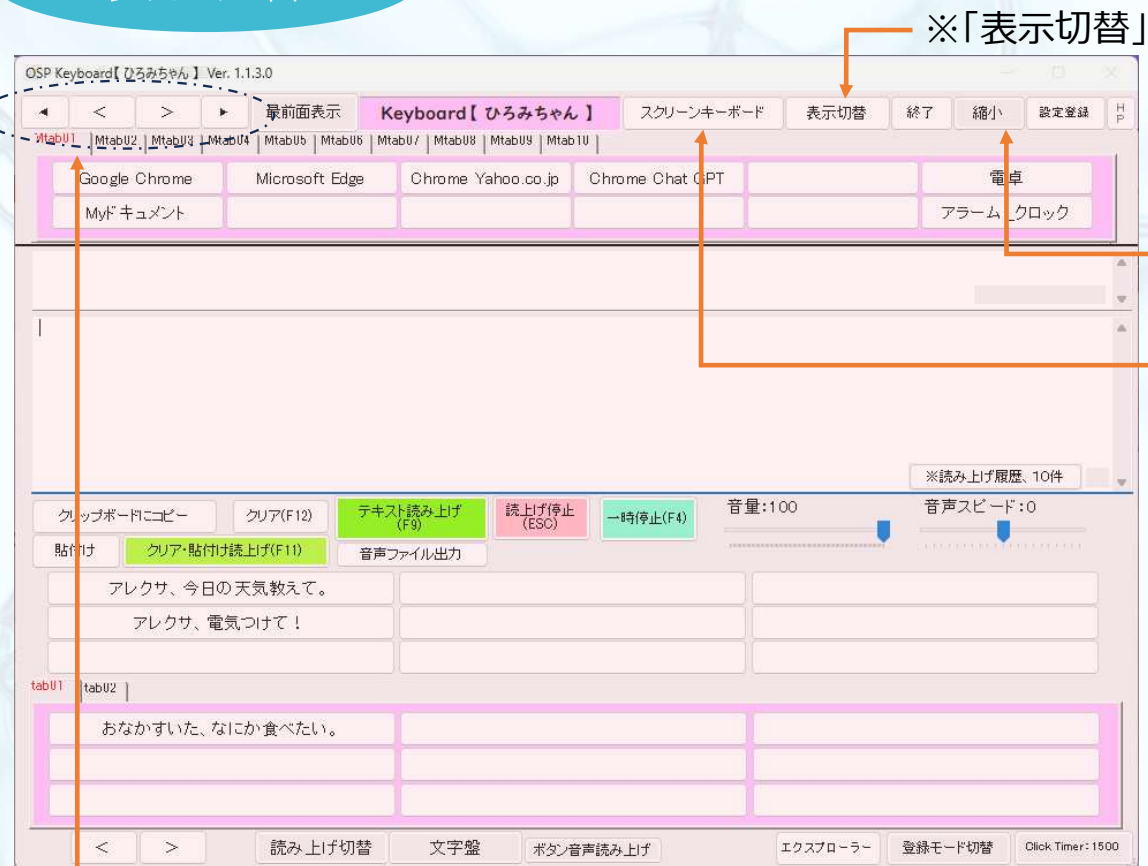 ※「表示切替」
OSP Keyboard【 ひろみちゃん 】 Ver. 1.1.3.0
◄ < > ► 最前面表示 Keyboard【 ひろみちゃん 】 スクリーンキーボード 表示切替 終了 縮小 設定登録 HP
Mtab01 Mtab02 Mtab03 Mtab04 Mtab05 Mtab06 Mtab07 Mtab08 Mtab09 Mtab10
Google Chrome Microsoft Edge Chrome Yahoo.co.jp Chrome Chat GPT 電卓
Myドキュメント アラーム_クロック
※読み上げ履歴、10件
クリップボードにコピー クリア(F12) テキスト読み上げ(F9) 読上げ停止(ESC) 一時停止(F4) 音量:100 音声スピード:0
貼付け クリア・貼付け読上げ(F11) 音声ファイル出力
アレクサ、今日の天気教えて。
アレクサ、電気つけて！
tab01 tab02
おなかすいた、なにか食べたい。
< > 読み上げ切替 文字盤 ボタン音声読み上げ エクスプローラー 登録モード切替 Click Timer:1500